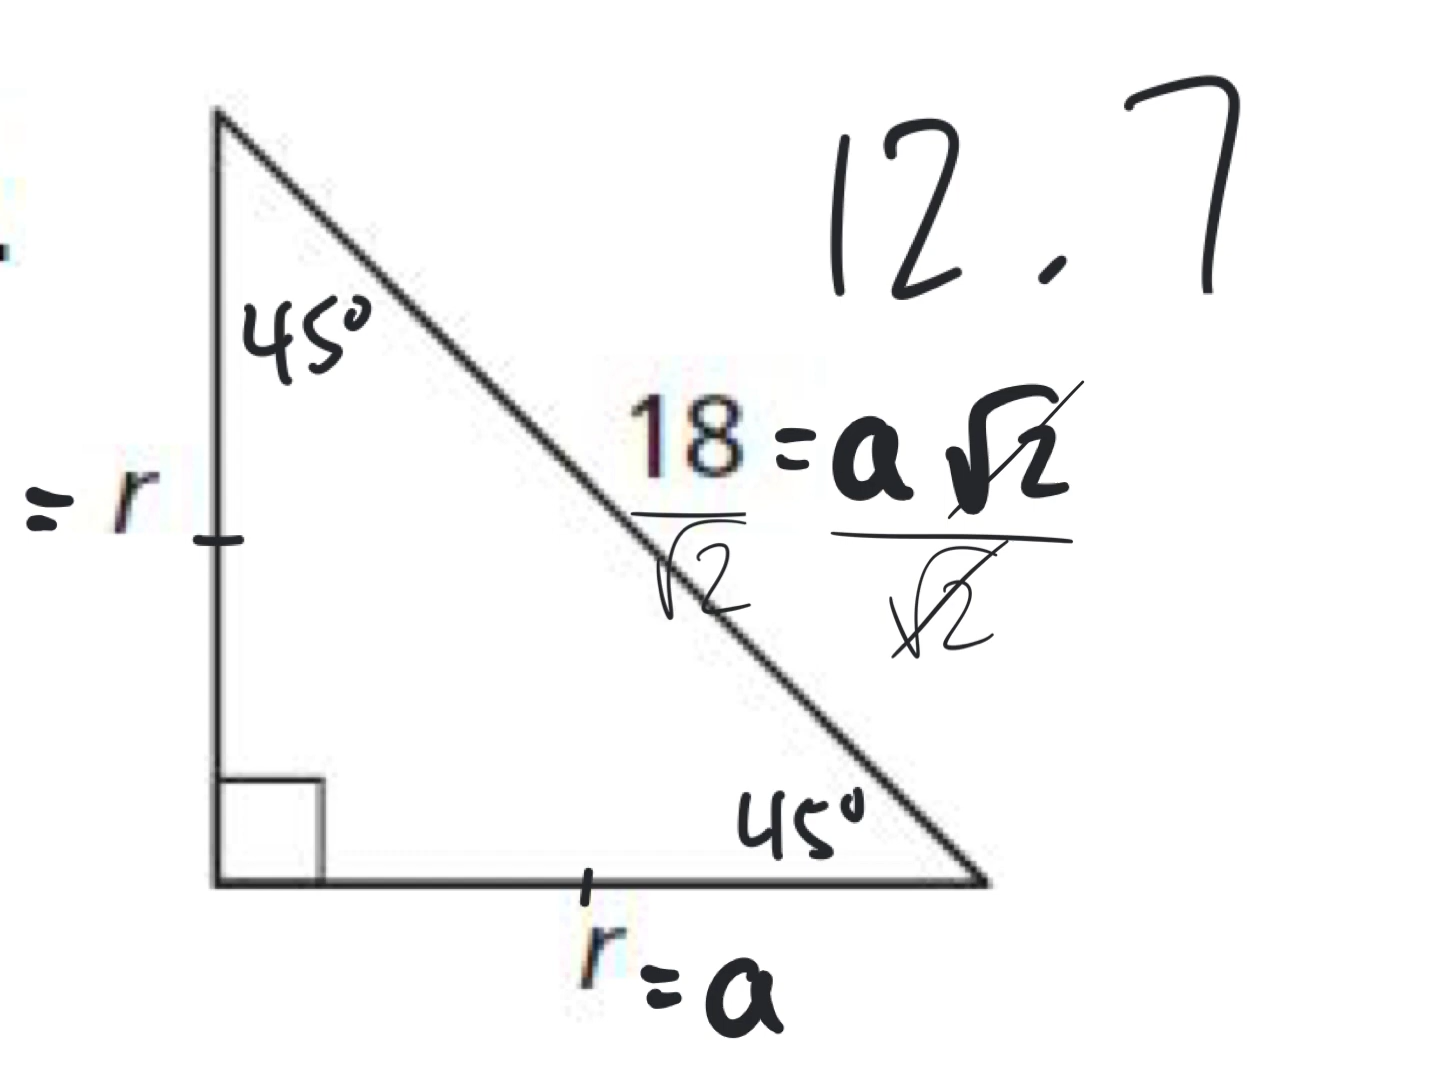 12.7
45°
18 = a√2
√2 √2
= r
45°
r = a